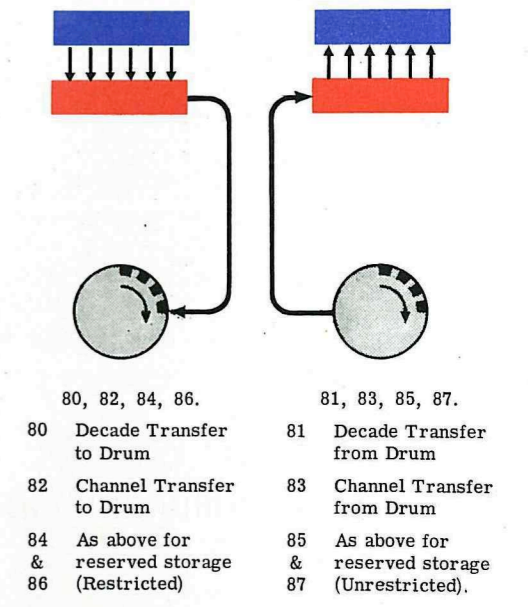 80, 82, 84, 86.
80 Decade Transfer
to Drum
82 Channel Transfer
to Drum
84 As above for
& reserved storage
86 (Restricted)
81, 83, 85, 87.
81 Decade Transfer
from Drum
83 Channel Transfer
from Drum
85 As above for
& reserved storage
87 (Unrestricted).